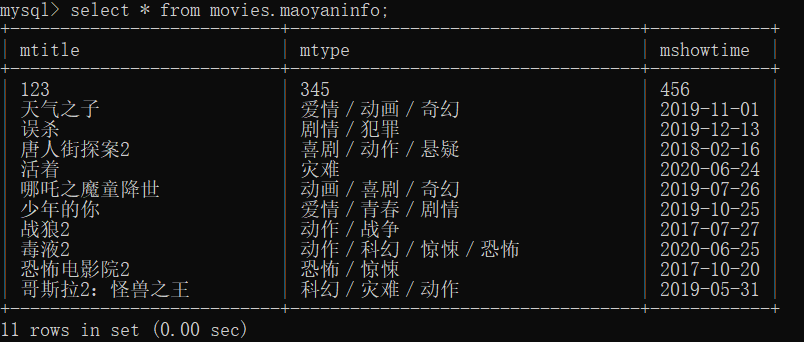 mysql> select * from movies.maoyaninfo;
mtitle mtype mshowtime
123 345 456
天气之子 爱情／动画／奇幻 2019-11-01
误杀 剧情／犯罪 2019-12-13
唐人街探案2 喜剧／动作／悬疑 2018-02-16
活着 灾难 2020-06-24
哪吒之魔童降世 动画／喜剧／奇幻 2019-07-26
少年的你 爱情／青春／剧情 2019-10-25
战狼2 动作／战争 2017-07-27
毒液2 动作／科幻／惊悚／恐怖 2020-06-25
恐怖电影院2 恐怖／惊悚 2017-10-20
哥斯拉2：怪兽之王 科幻／灾难／动作 2019-05-31
11 rows in set (0.00 sec)